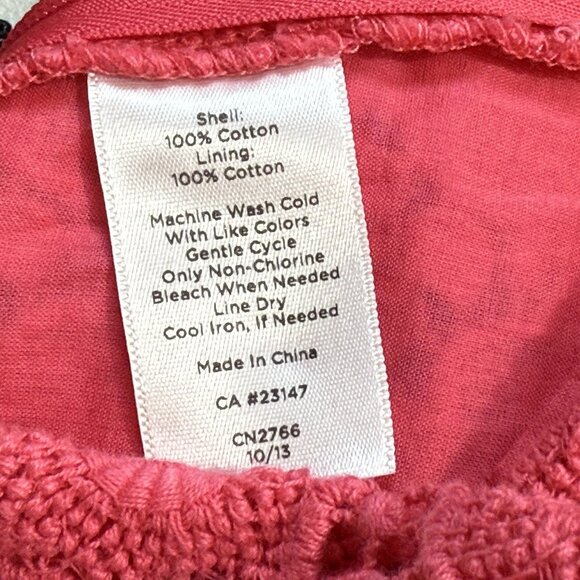 Shell:
100% Cotton
Lining:
100% Cotton
Machine Wash Cold
With Like Colors
Gentle Cycle
Only Non-Chlorine
Bleach When Needed
Line Dry
Cool Iron, If Needed
Made In China
CA #23147
CN2766
10/13